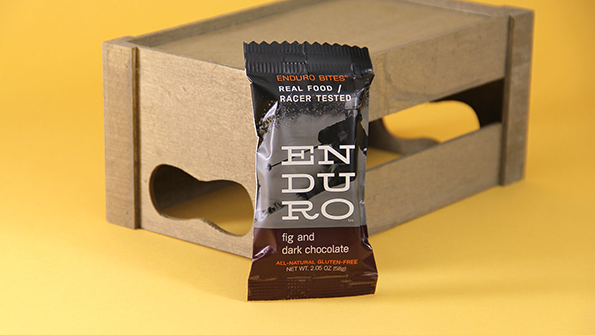 ENDURO BITES™
REAL FOOD /
RACER TESTED
EN
DU
RO
fig and
dark chocolate
ALL-NATURAL GLUTEN-FREE
NET WT. 2.05 OZ (58g)